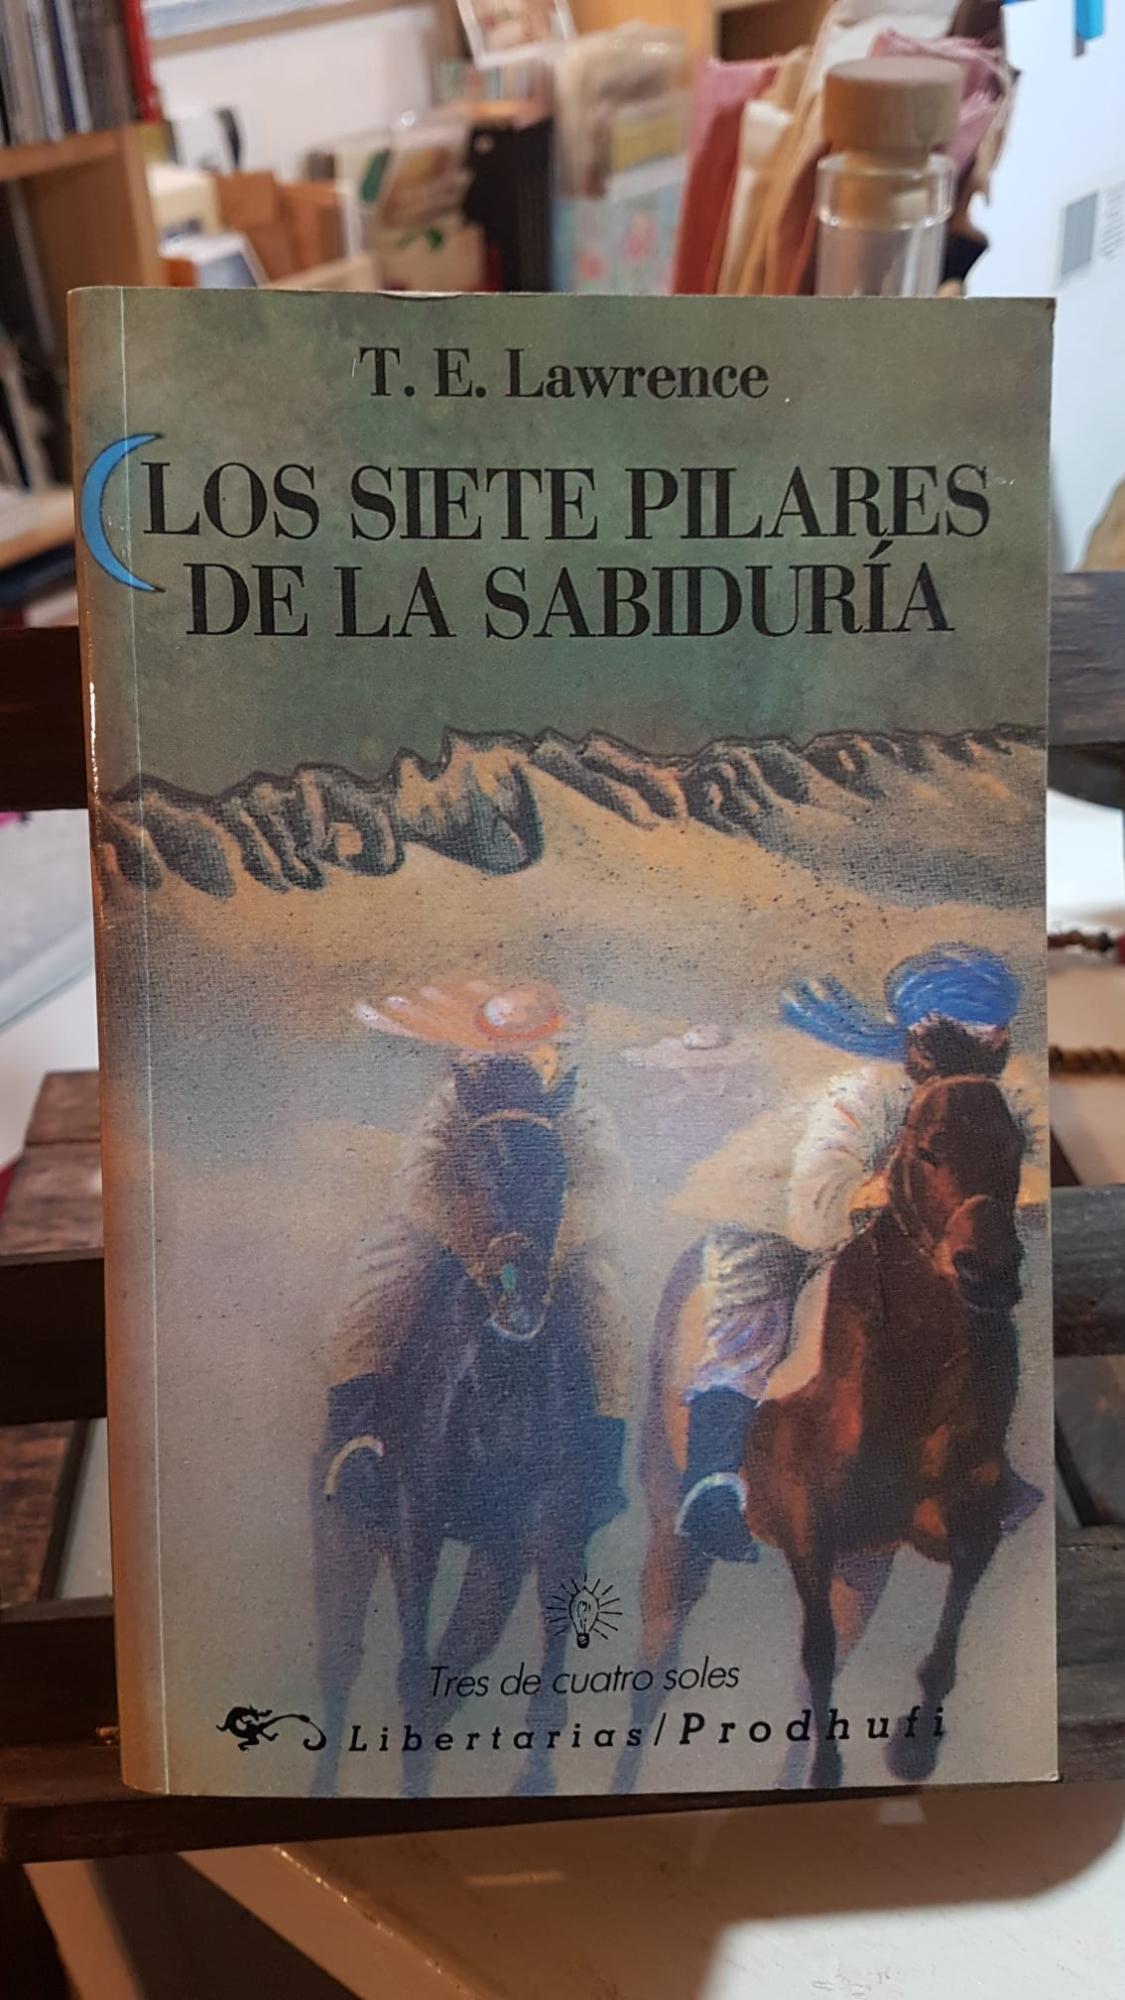 T. E. Lawrence
LOS SIETE PILARES
DE LA SABIDURÍA
Tres de cuatro soles
Libertarias/Prodhufi